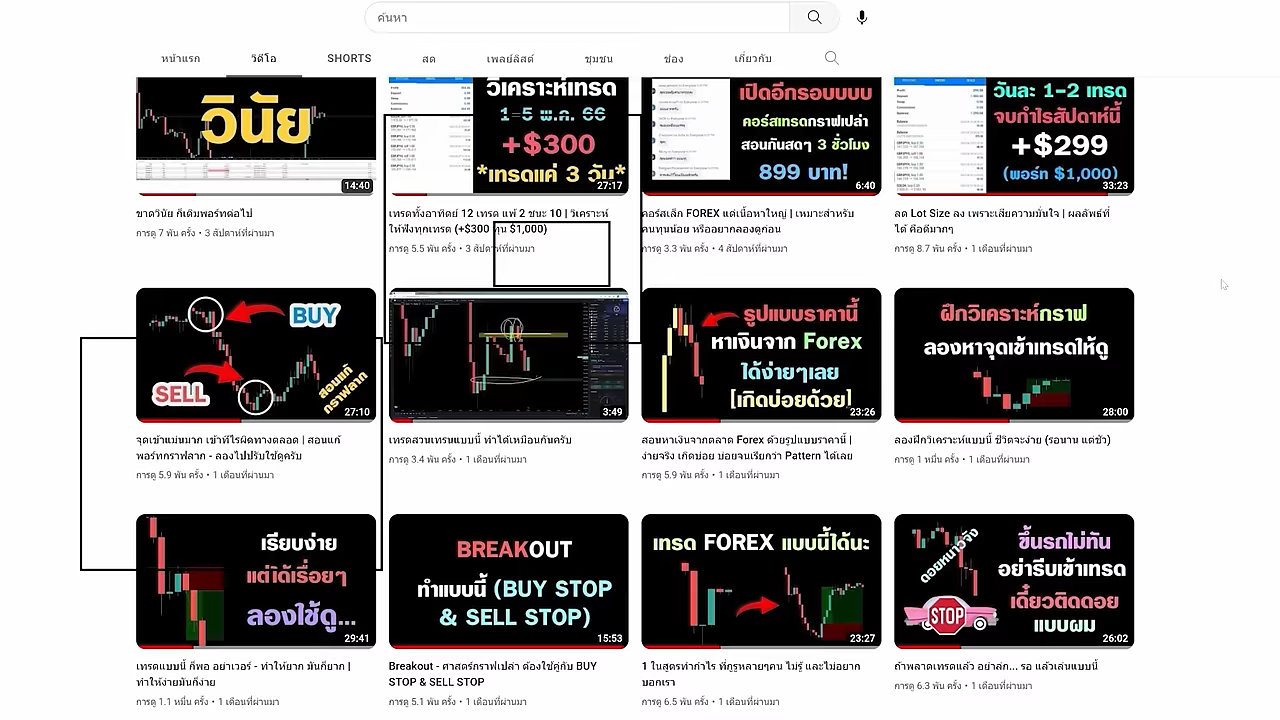 ค้นหา
หน้าแรก
วิดีโอ
SHORTS
สด
เพลย์ลิสต์
ชุมชน
ช่อง
เกี่ยวกับ
วินัย
14:40
วิเคราะห์เทรด
1-5 พ.ค. 66
+$300
*เทรดแค่ 3 วัน*
27:17
เปิดอีกรอบบบบ
คอร์สเทรดกราฟเปล่า
สอนกันสดๆ 3 ชั่วโมง
899 บาท!
6:40
วันละ 1-2 เทรด
จบกำไรสัปดาห์นี้
+$299
(พอร์ท $1,000)
33:23
ขาดวินัย ก็เติมพอร์ทต่อไป
การดู 7 พัน ครั้ง • 3 สัปดาห์ที่ผ่านมา
เทรดทั้งอาทิตย์ 12 เทรด แพ้ 2 ชนะ 10 | วิเคราะห์
ให้ฟังทุกเทรด (+$300 ทุน $1,000)
การดู 5.5 พัน ครั้ง • 3 สัปดาห์ที่ผ่านมา
คอร์สเล็ก FOREX แต่เนื้อหาใหญ่ | เหมาะสำหรับ
คนทุนน้อย หรืออยากลองดูก่อน
การดู 3.3 พัน ครั้ง • 4 สัปดาห์ที่ผ่านมา
ลด Lot Size ลง เพราะเสียความมั่นใจ | ผลลัพธ์ที่
ได้ คือดีมากๆ
การดู 8.7 พัน ครั้ง • 1 เดือนที่ผ่านมา
BUY
SELL
สอนแก้
กราฟลาก
27:10
3:49
รูปแบบราคานี้
หาเงินจาก Forex
ได้ง่ายๆเลย
[เกิดบ่อยด้วย]
23:26
ฝึกวิเคราะห์กราฟ
ลองหาจุดเข้าเทรดให้ดู
28:00
จุดเข้าแม่นมาก เข้าทีไรผิดทางตลอด | สอนแก้
พอร์ทกราฟลาก - ลองไปปรับใช้ดูครับ
การดู 5.9 พัน ครั้ง • 1 เดือนที่ผ่านมา
เทรดสวนเทรนแบบนี้ ทำได้เหมือนกันครับ
การดู 3.4 พัน ครั้ง • 1 เดือนที่ผ่านมา
สอนหาเงินจากตลาด Forex ด้วยรูปแบบราคานี้ |
ง่ายจริง เกิดบ่อย บ่อยจนเรียกว่า Pattern ได้เลย
การดู 5.9 พัน ครั้ง • 1 เดือนที่ผ่านมา
ลองฝึกวิเคราะห์แบบนี้ ชีวิตจะง่าย (รอนาน แต่ชัว)
การดู 1 หมื่น ครั้ง • 1 เดือนที่ผ่านมา
เรียบง่าย
แต่ได้เรื่อยๆ
ลองใช้ดู...
29:41
BREAKOUT
ทำแบบนี้ (BUY STOP
& SELL STOP)
15:53
เทรด FOREX แบบนี้ได้นะ
23:27
ดอยหนาวจัง
ขึ้นรถไม่ทัน
อย่ารีบเข้าเทรด
เดี๋ยวติดดอย
แบบผม
STOP
26:02
เทรดแบบนี้ ก็พอ อย่าเวอร์ - ทำให้ยาก มันก็ยาก |
ทำให้ง่ายมันก็ง่าย
การดู 1.1 หมื่น ครั้ง • 1 เดือนที่ผ่านมา
Breakout - ศาสตร์กราฟเปล่า ต้องใช้คู่กับ BUY
STOP & SELL STOP
การดู 5.1 พัน ครั้ง • 1 เดือนที่ผ่านมา
1 ในสูตรทำกำไร ที่กูรูหลายๆคน ไม่รู้ และไม่อยาก
บอกเรา
การดู 6.5 พัน ครั้ง • 1 เดือนที่ผ่านมา
ถ้าพลาดเทรดแล้ว อย่าลัก... รอ แล้วเล่นแบบนี้
การดู 6.3 พัน ครั้ง • 1 เดือนที่ผ่านมา